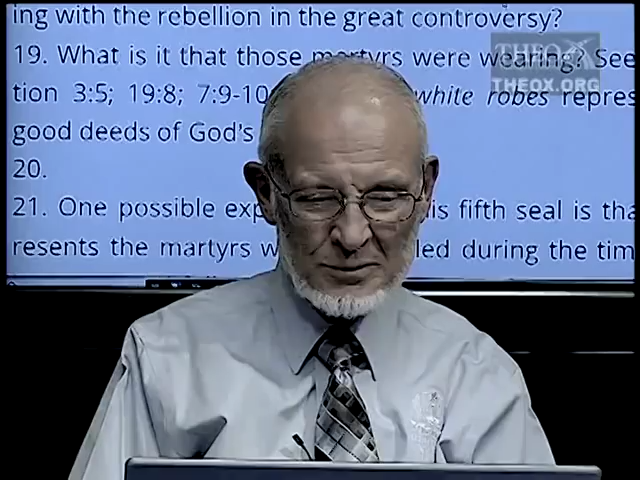 ing with the rebellion in the great controversy?
19. What is it that those martyrs were wearing? See
tion 3:5; 19:8; 7:9-10 white robes repres
good deeds of God's
20.
21. One possible exp is fifth seal is tha
resents the martyrs w led during the tim
THEOX
THEOX.ORG